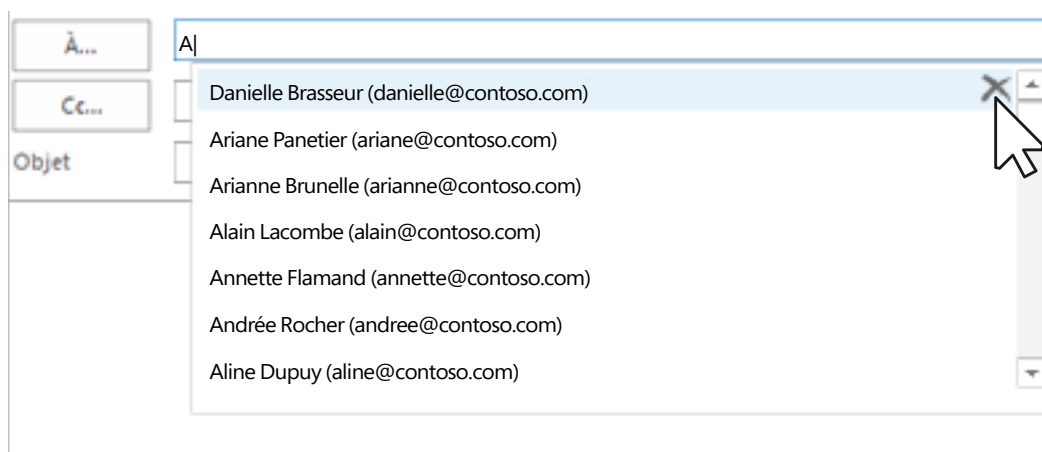 À...
A
Cc...
Objet
Danielle Brasseur (danielle@contoso.com)
Ariane Panetier (ariane@contoso.com)
Arianne Brunelle (arianne@contoso.com)
Alain Lacombe (alain@contoso.com)
Annette Flamand (annette@contoso.com)
Andrée Rocher (andree@contoso.com)
Aline Dupuy (aline@contoso.com)